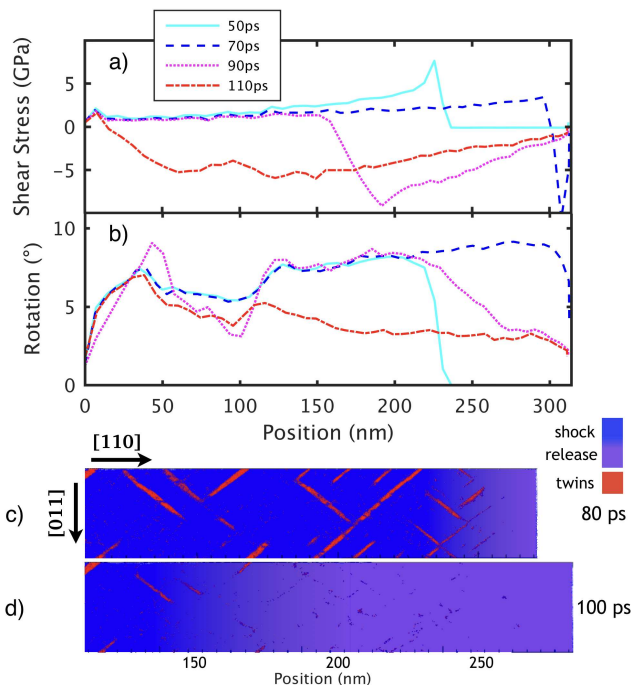 50ps
70ps
90ps
110ps
a)
Shear Stress (GPa)
5
0
−5
b)
Rotation (°)
10
5
0
0 50 100 150 200 250 300
Position (nm)
[110]
shock
release
twins
[011]
c)
80 ps
d)
100 ps
150 200 250
Position (nm)